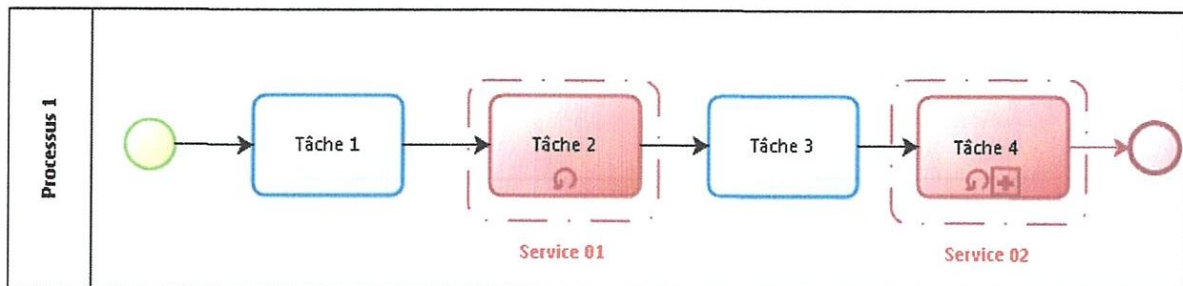 Processus 1
Tâche 1
Tâche 2
Tâche 3
Tâche 4
Service 01
Service 02